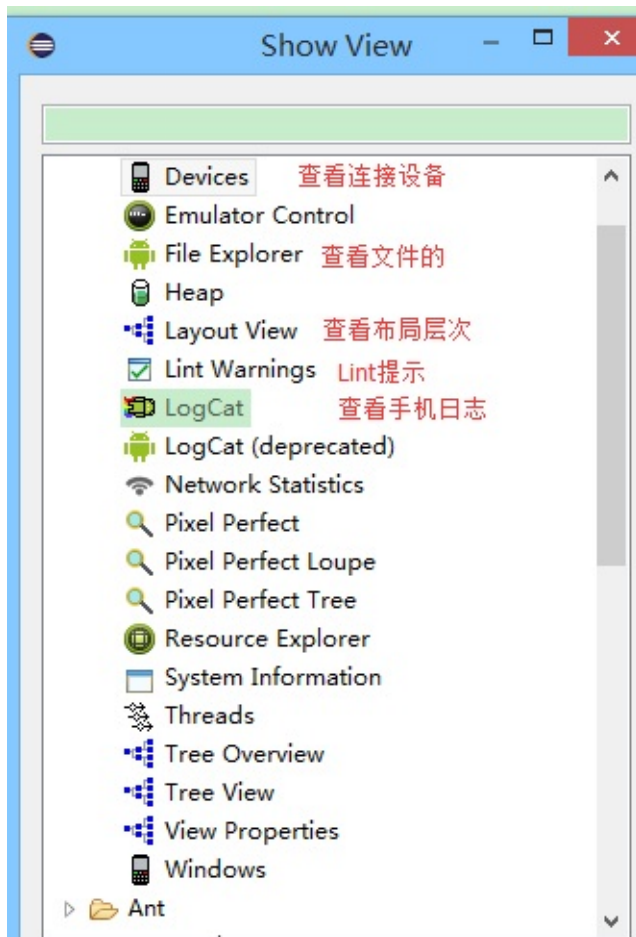 Show View
Devices 查看连接设备
Emulator Control
File Explorer 查看文件的
Heap
Layout View 查看布局层次
Lint Warnings Lint提示
LogCat 查看手机日志
LogCat (deprecated)
Network Statistics
Pixel Perfect
Pixel Perfect Loupe
Pixel Perfect Tree
Resource Explorer
System Information
Threads
Tree Overview
Tree View
View Properties
Windows
Ant